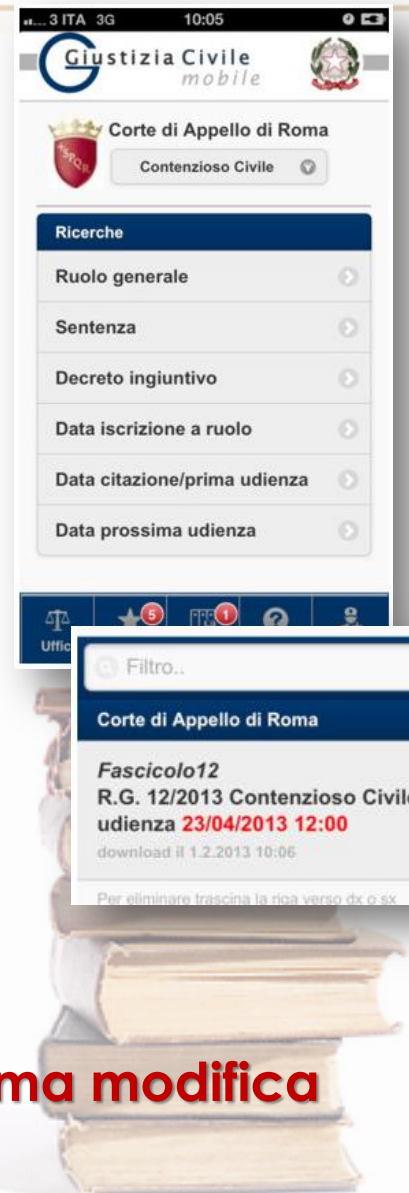 3 ITA 3G 10:05
Giustizia Civile
mobile
Corte di Appello di Roma
Contenzioso Civile
Ricerche
Ruolo generale
Sentenza
Decreto ingiuntivo
Data iscrizione a ruolo
Data citazione/prima udienza
Data prossima udienza
5 1
Uffic
Filtro..
Corte di Appello di Roma
Fascicolo12
R.G. 12/2013 Contenzioso Civile
udienza 23/04/2013 12:00
download il 1.2.2013 10:06
Per eliminare trascina la riga verso dx o sx
ma modifica